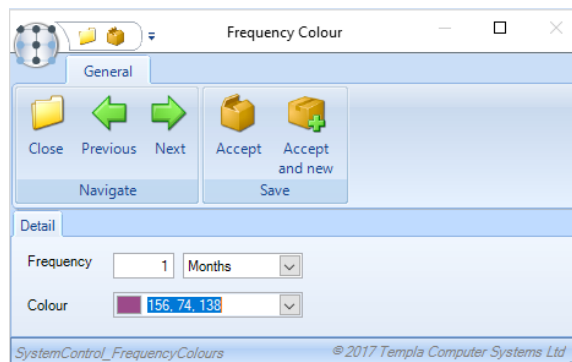 Frequency Colour
General
Close Previous Next Accept Accept and new
Navigate Save
Detail
Frequency 1 Months
Colour 156, 74, 138
SystemControl_FrequencyColours © 2017 Templa Computer Systems Ltd